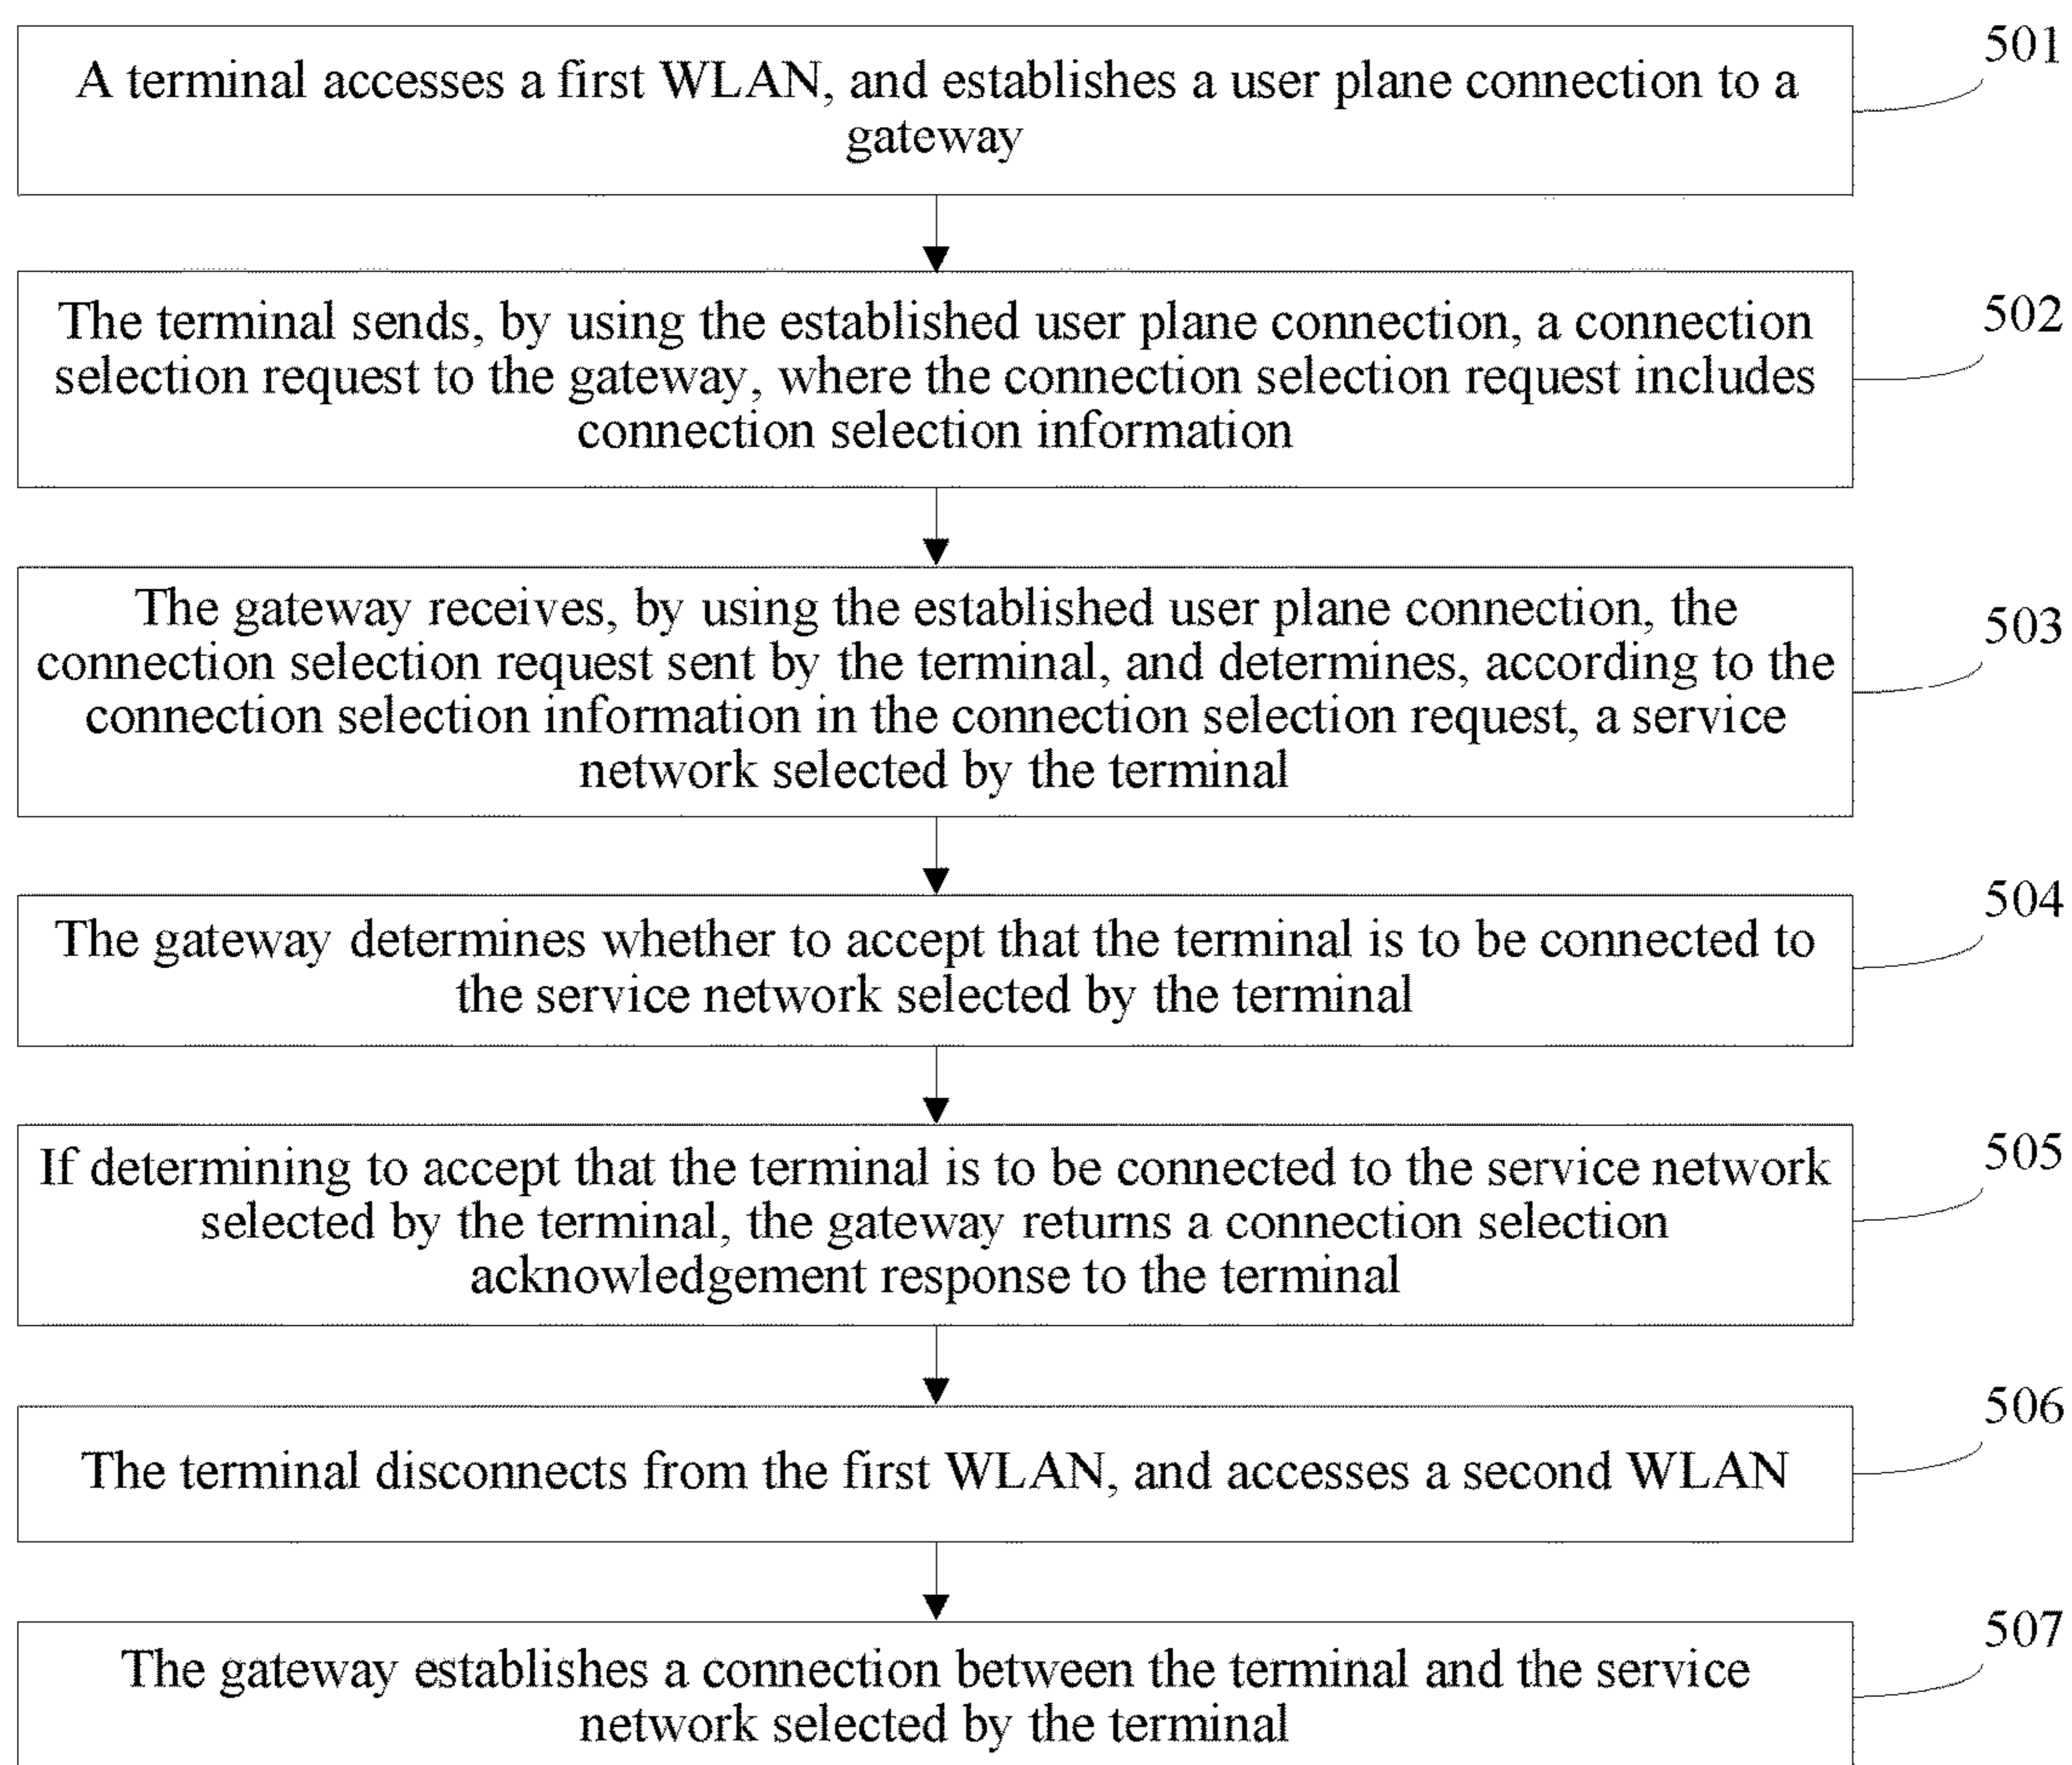 A terminal accesses a first WLAN, and establishes a user plane connection to a
gateway
501
The terminal sends, by using the established user plane connection, a connection
selection request to the gateway, where the connection selection request includes
connection selection information
502
The gateway receives, by using the established user plane connection, the
connection selection request sent by the terminal, and determines, according to the
connection selection information in the connection selection request, a service
network selected by the terminal
503
The gateway determines whether to accept that the terminal is to be connected to
the service network selected by the terminal
504
If determining to accept that the terminal is to be connected to the service network
selected by the terminal, the gateway returns a connection selection
acknowledgement response to the terminal
505
The terminal disconnects from the first WLAN, and accesses a second WLAN
506
The gateway establishes a connection between the terminal and the service
network selected by the terminal
507